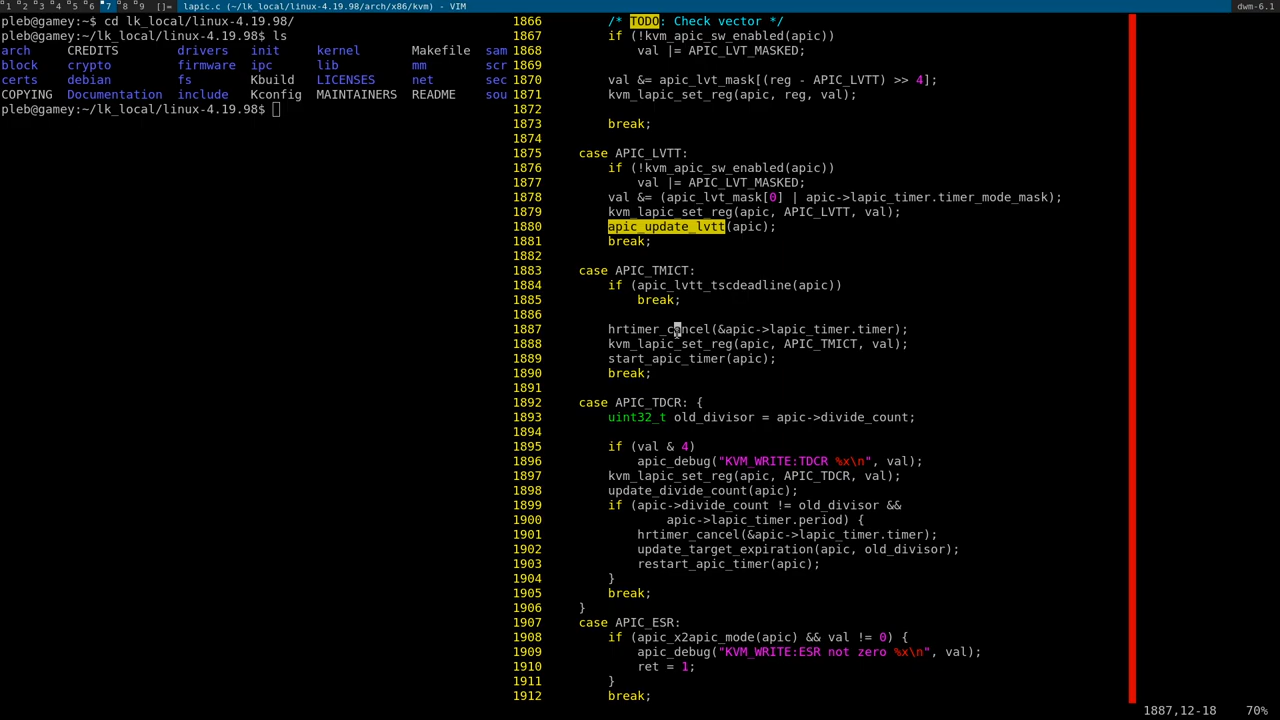 1 2 3 4 5 6 7 8 9 []= lapic.c (~/lk_local/linux-4.19.98/arch/x86/kvm) - VIM dwm-6.1
pleb@gamey:~$ cd lk_local/linux-4.19.98/
pleb@gamey:~/lk_local/linux-4.19.98$ ls
arch CREDITS drivers init kernel Makefile sam
block crypto firmware ipc lib mm scr
certs debian fs Kbuild LICENSES net sec
COPYING Documentation include Kconfig MAINTAINERS README sou
pleb@gamey:~/lk_local/linux-4.19.98$
1866 /* TODO: Check vector */
1867 if (!kvm_apic_sw_enabled(apic))
1868 val |= APIC_LVT_MASKED;
1869
1870 val &= apic_lvt_mask[(reg - APIC_LVTT) >> 4];
1871 kvm_lapic_set_reg(apic, reg, val);
1872
1873 break;
1874
1875 case APIC_LVTT:
1876 if (!kvm_apic_sw_enabled(apic))
1877 val |= APIC_LVT_MASKED;
1878 val &= (apic_lvt_mask[0] | apic->lapic_timer.timer_mode_mask);
1879 kvm_lapic_set_reg(apic, APIC_LVTT, val);
1880 apic_update_lvtt(apic);
1881 break;
1882
1883 case APIC_TMICT:
1884 if (apic_lvtt_tscdeadline(apic))
1885 break;
1886
1887 hrtimer_cancel(&apic->lapic_timer.timer);
1888 kvm_lapic_set_reg(apic, APIC_TMICT, val);
1889 start_apic_timer(apic);
1890 break;
1891
1892 case APIC_TDCR: {
1893 uint32_t old_divisor = apic->divide_count;
1894
1895 if (val & 4)
1896 apic_debug("KVM_WRITE:TDCR %x\n", val);
1897 kvm_lapic_set_reg(apic, APIC_TDCR, val);
1898 update_divide_count(apic);
1899 if (apic->divide_count != old_divisor &&
1900 apic->lapic_timer.period) {
1901 hrtimer_cancel(&apic->lapic_timer.timer);
1902 update_target_expiration(apic, old_divisor);
1903 restart_apic_timer(apic);
1904 }
1905 break;
1906 }
1907 case APIC_ESR:
1908 if (apic_x2apic_mode(apic) && val != 0) {
1909 apic_debug("KVM_WRITE:ESR not zero %x\n", val);
1910 ret = 1;
1911 }
1912 break;
1887,12-18 70%